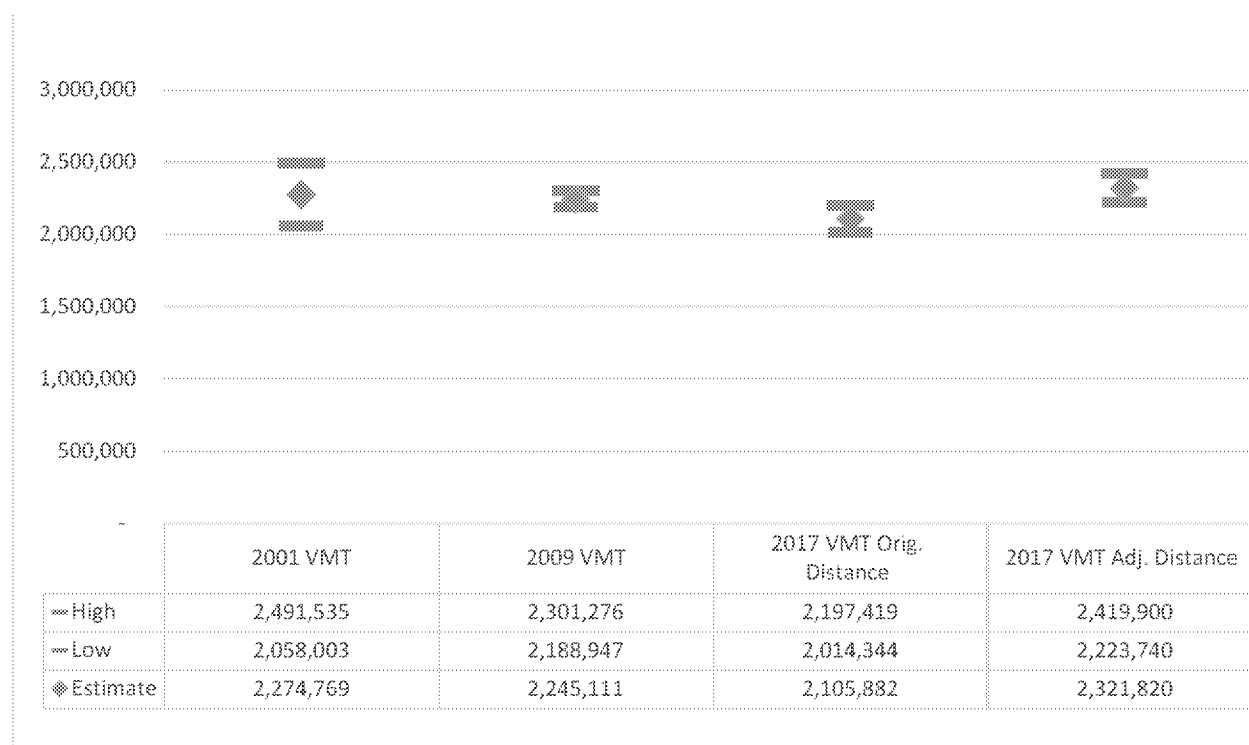 3,000,000
2,500,000
2,000,000
1,500,000
1,000,000
500,000
-
2001 VMT
2009 VMT
2017 VMT Orig.
Distance
2017 VMT Adj. Distance
High 2,491,535 2,301,276 2,197,419 2,419,900
Low 2,058,003 2,188,947 2,014,344 2,223,740
Estimate 2,274,769 2,245,111 2,105,882 2,321,820